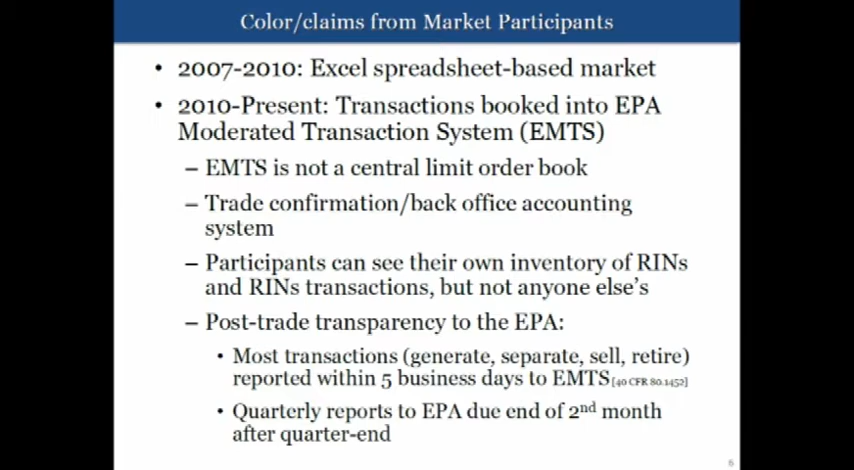 Color/claims from Market Participants
• 2007-2010: Excel spreadsheet-based market
• 2010-Present: Transactions booked into EPA
Moderated Transaction System (EMTS)
– EMTS is not a central limit order book
– Trade confirmation/back office accounting
system
– Participants can see their own inventory of RINs
and RINs transactions, but not anyone else's
– Post-trade transparency to the EPA:
• Most transactions (generate, separate, sell, retire)
reported within 5 business days to EMTS [40 CFR 80.1452]
• Quarterly reports to EPA due end of 2nd month
after quarter-end
6